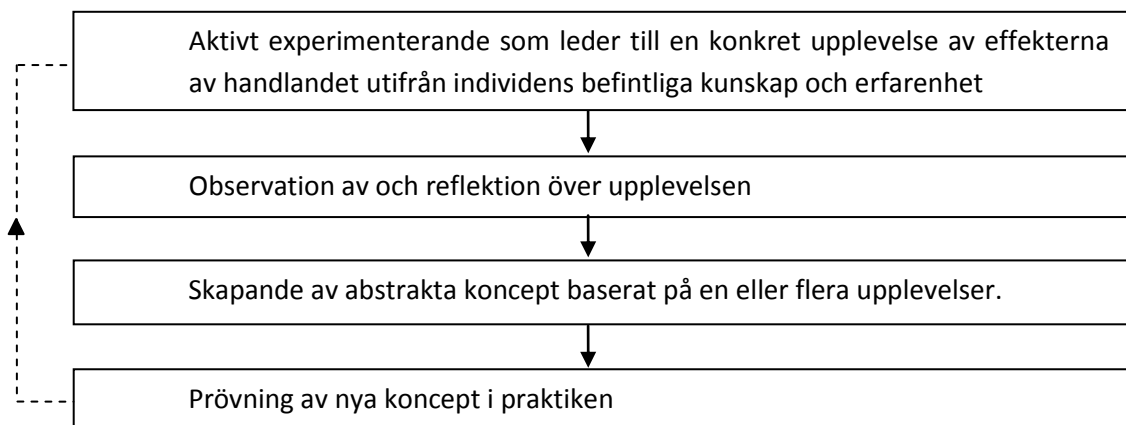 Aktivt experimenterande som leder till en konkret upplevelse av effekterna
av handlandet utifrån individens befintliga kunskap och erfarenhet
Observation av och reflektion över upplevelsen
Skapande av abstrakta koncept baserat på en eller flera upplevelser.
Prövning av nya koncept i praktiken